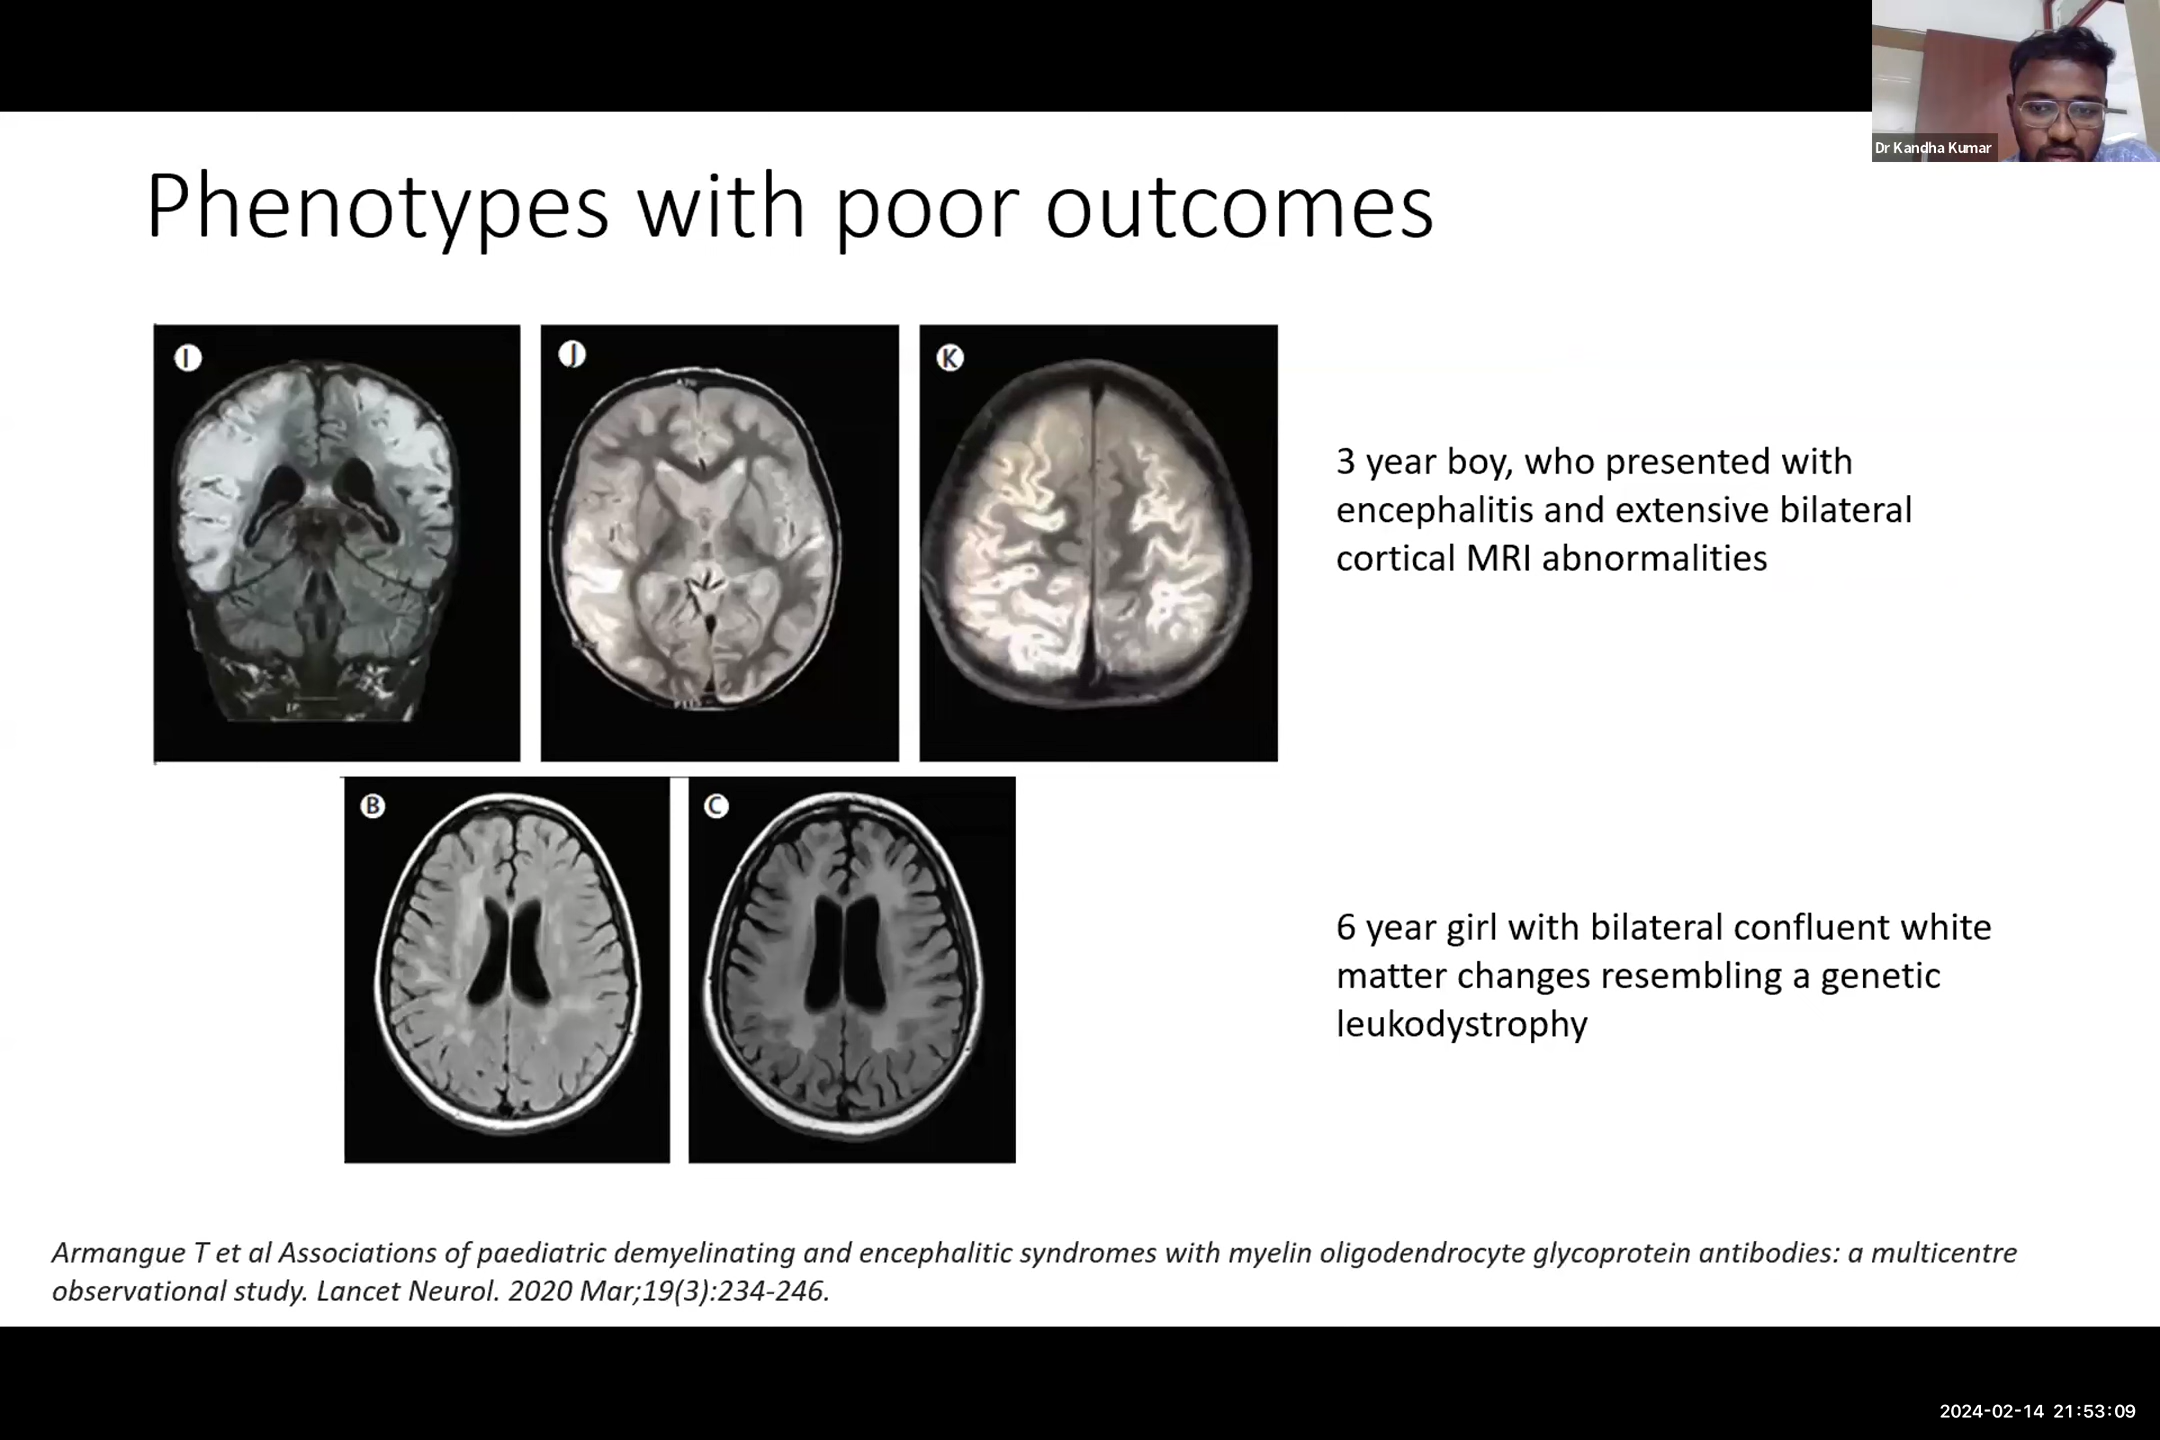 Dr Kandha Kumar
Phenotypes with poor outcomes
I
J
K
3 year boy, who presented with
encephalitis and extensive bilateral
cortical MRI abnormalities
B
C
6 year girl with bilateral confluent white
matter changes resembling a genetic
leukodystrophy
Armangue T et al Associations of paediatric demyelinating and encephalitic syndromes with myelin oligodendrocyte glycoprotein antibodies: a multicentre
observational study. Lancet Neurol. 2020 Mar;19(3):234-246.
2024-02-14 21:53:09